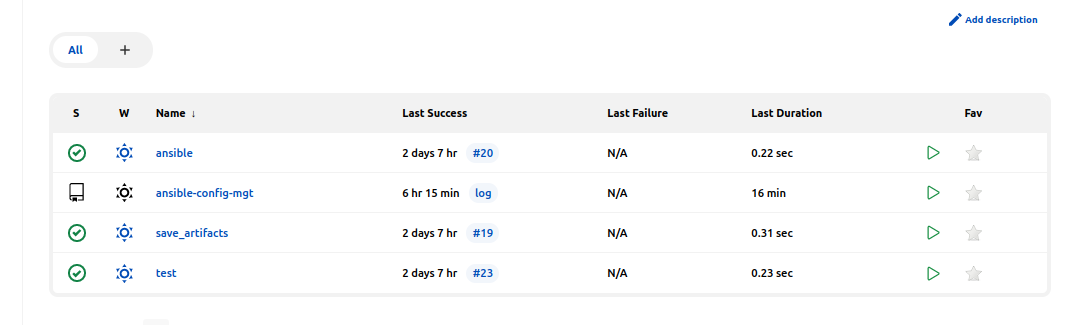 Add description
All +
S W Name ↓ Last Success Last Failure Last Duration Fav
ansible 2 days 7 hr #20 N/A 0.22 sec
ansible-config-mgt 6 hr 15 min log N/A 16 min
save_artifacts 2 days 7 hr #19 N/A 0.31 sec
test 2 days 7 hr #23 N/A 0.23 sec